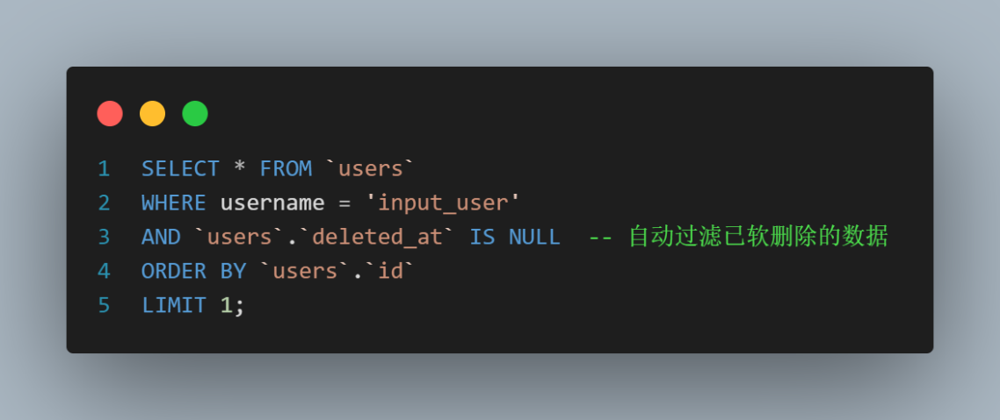 1 SELECT * FROM `users`
2 WHERE username = 'input_user'
3 AND `users`.`deleted_at` IS NULL  -- 自动过滤已软删除的数据
4 ORDER BY `users`.`id`
5 LIMIT 1;